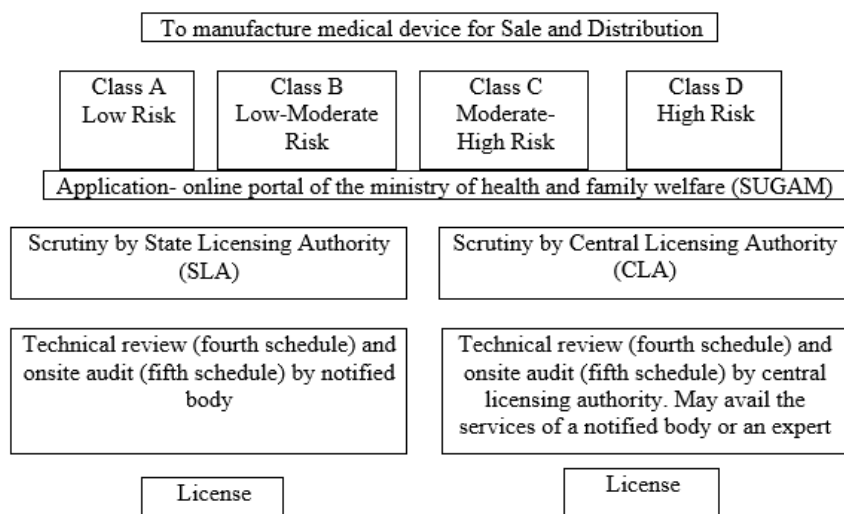 To manufacture medical device for Sale and Distribution
Class A
Low Risk
Class B
Low-Moderate
Risk
Class C
Moderate-
High Risk
Class D
High Risk
Application- online portal of the ministry of health and family welfare (SUGAM)
Scrutiny by State Licensing Authority
(SLA)
Scrutiny by Central Licensing Authority
(CLA)
Technical review (fourth schedule) and
onsite audit (fifth schedule) by notified
body
Technical review (fourth schedule) and
onsite audit (fifth schedule) by central
licensing authority. May avail the
services of a notified body or an expert
License
License